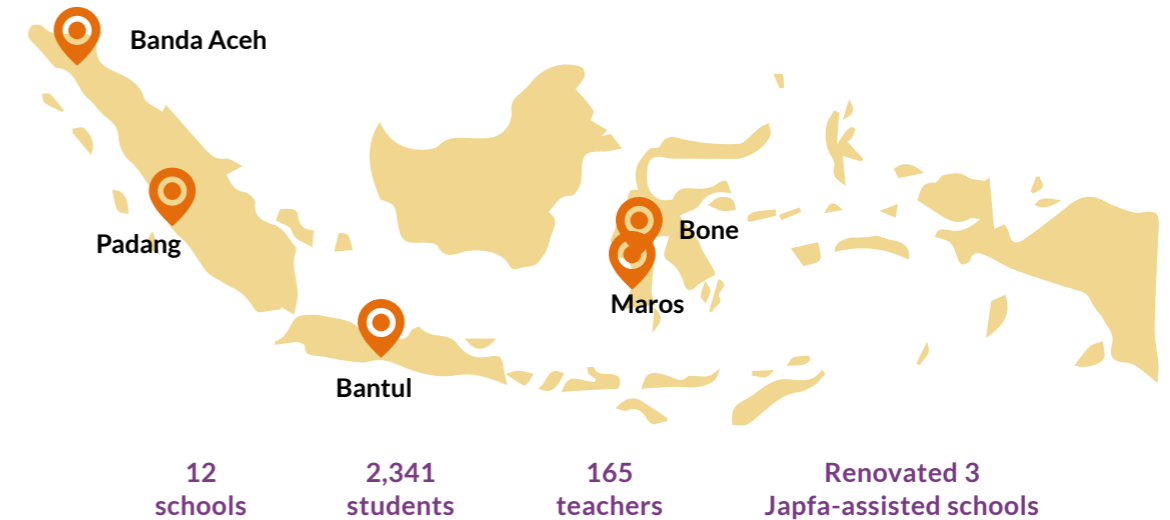 Banda Aceh
Padang
Bone
Maros
Bantul
12
schools
2,341
students
165
teachers
Renovated 3
Japfa-assisted schools